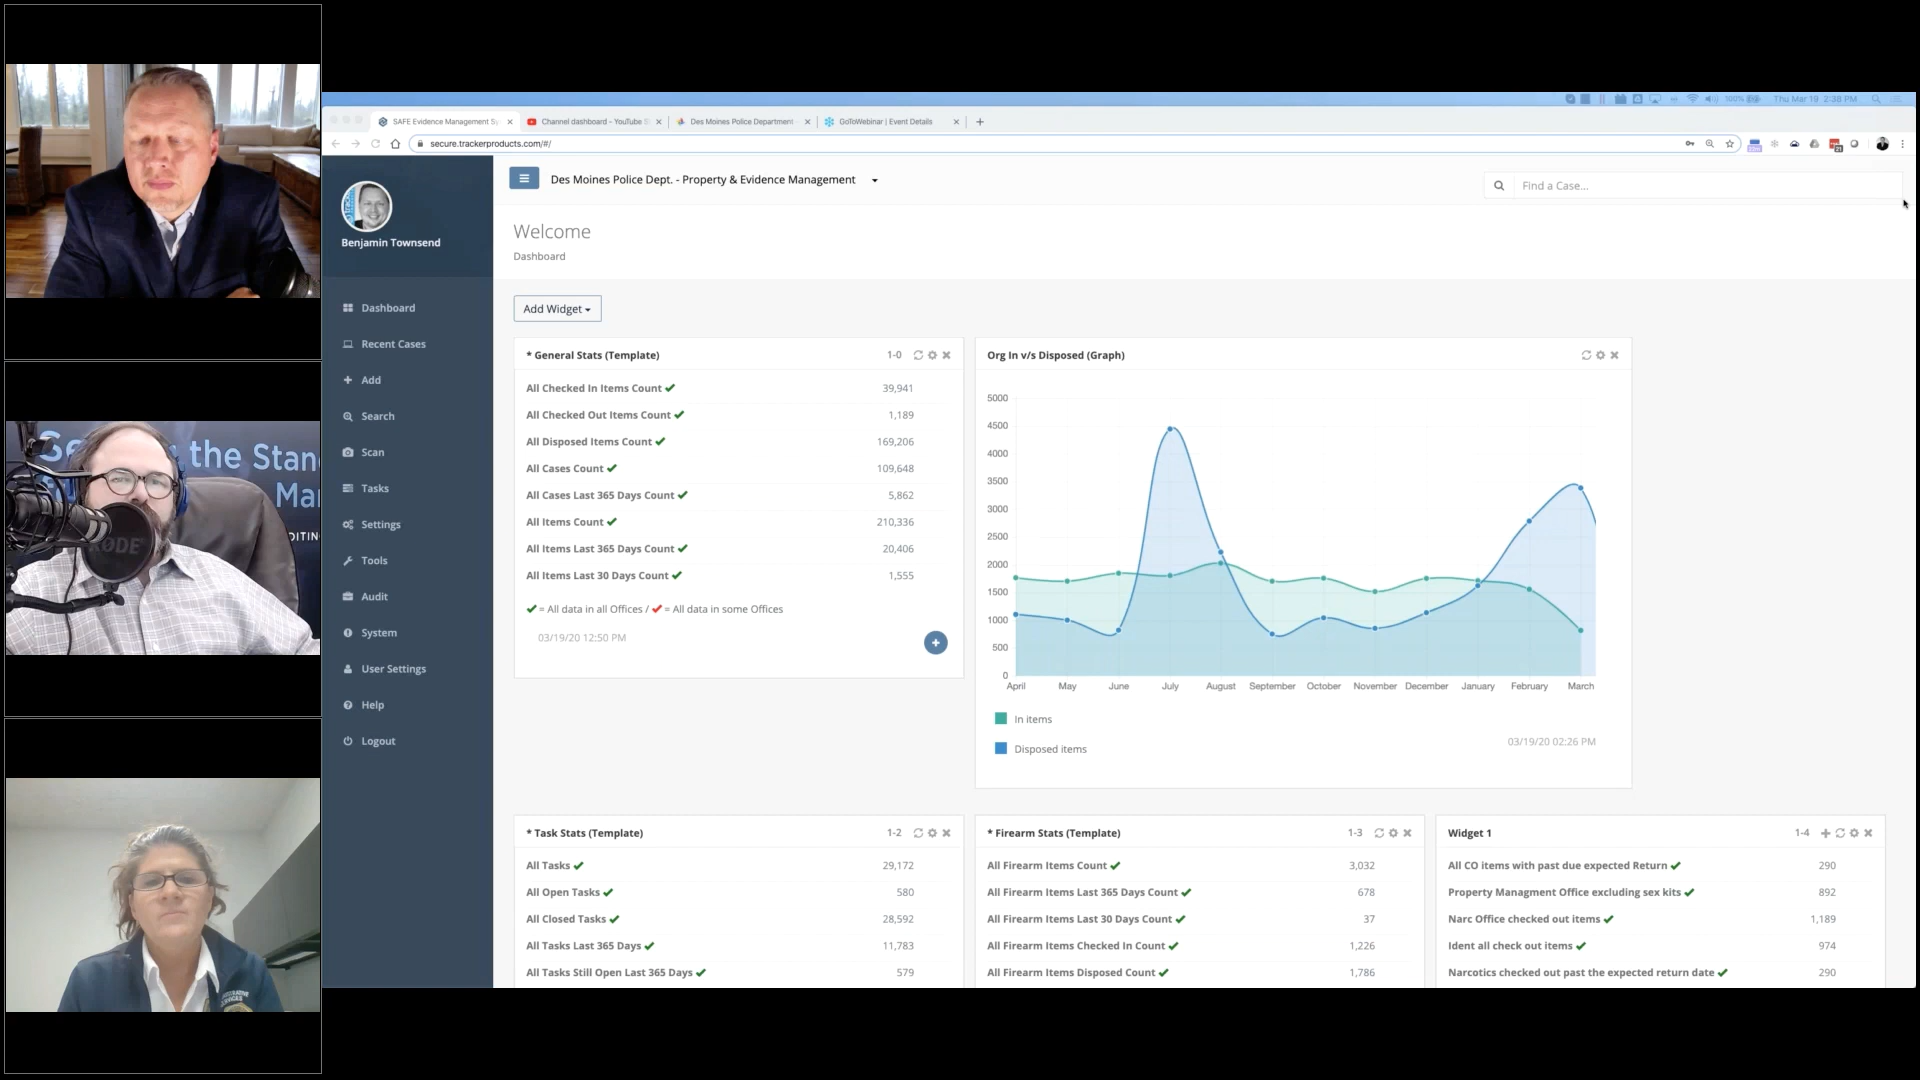 Thu Mar 19 2:38 PM
100%
SAFE Evidence Management Sy
Channel dashboard - YouTube S
Des Moines Police Department
GoToWebinar | Event Details
secure.trackerproducts.com/#/
Benjamin Townsend
Dashboard
Recent Cases
Add
Search
Scan
Tasks
Settings
Tools
Audit
System
User Settings
Help
Logout
Des Moines Police Dept. - Property & Evidence Management
Find a Case...
Welcome
Dashboard
Add Widget
* General Stats (Template) 1-0
All Checked In Items Count 39,941
All Checked Out Items Count 1,189
All Disposed Items Count 169,206
All Cases Count 109,648
All Cases Last 365 Days Count 5,862
All Items Count 210,336
All Items Last 365 Days Count 20,406
All Items Last 30 Days Count 1,555
✔ = All data in all Offices / ✔ = All data in some Offices
03/19/20 12:50 PM
Org In v/s Disposed (Graph)
5000
4500
4000
3500
3000
2500
2000
1500
1000
500
0
April May June July August September October November December January February March
In items
Disposed items
03/19/20 02:26 PM
* Task Stats (Template) 1-2
All Tasks 29,172
All Open Tasks 580
All Closed Tasks 28,592
All Tasks Last 365 Days 11,783
All Tasks Still Open Last 365 Days 579
* Firearm Stats (Template) 1-3
All Firearm Items Count 3,032
All Firearm Items Last 365 Days Count 678
All Firearm Items Last 30 Days Count 37
All Firearm Items Checked In Count 1,226
All Firearm Items Disposed Count 1,786
Widget 1 1-4
All CO items with past due expected Return 290
Property Managment Office excluding sex kits 892
Narc Office checked out items 1,189
Ident all check out items 974
Narcotics checked out past the expected return date 290
the Stan
Ma
DITIN
RODE